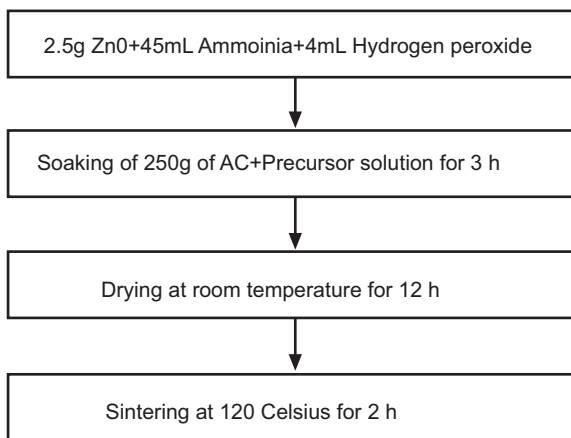 2.5g Zn0+45mL Ammoinia+4mL Hydrogen peroxide
Soaking of 250g of AC+Precursor solution for 3 h
Drying at room temperature for 12 h
Sintering at 120 Celsius for 2 h